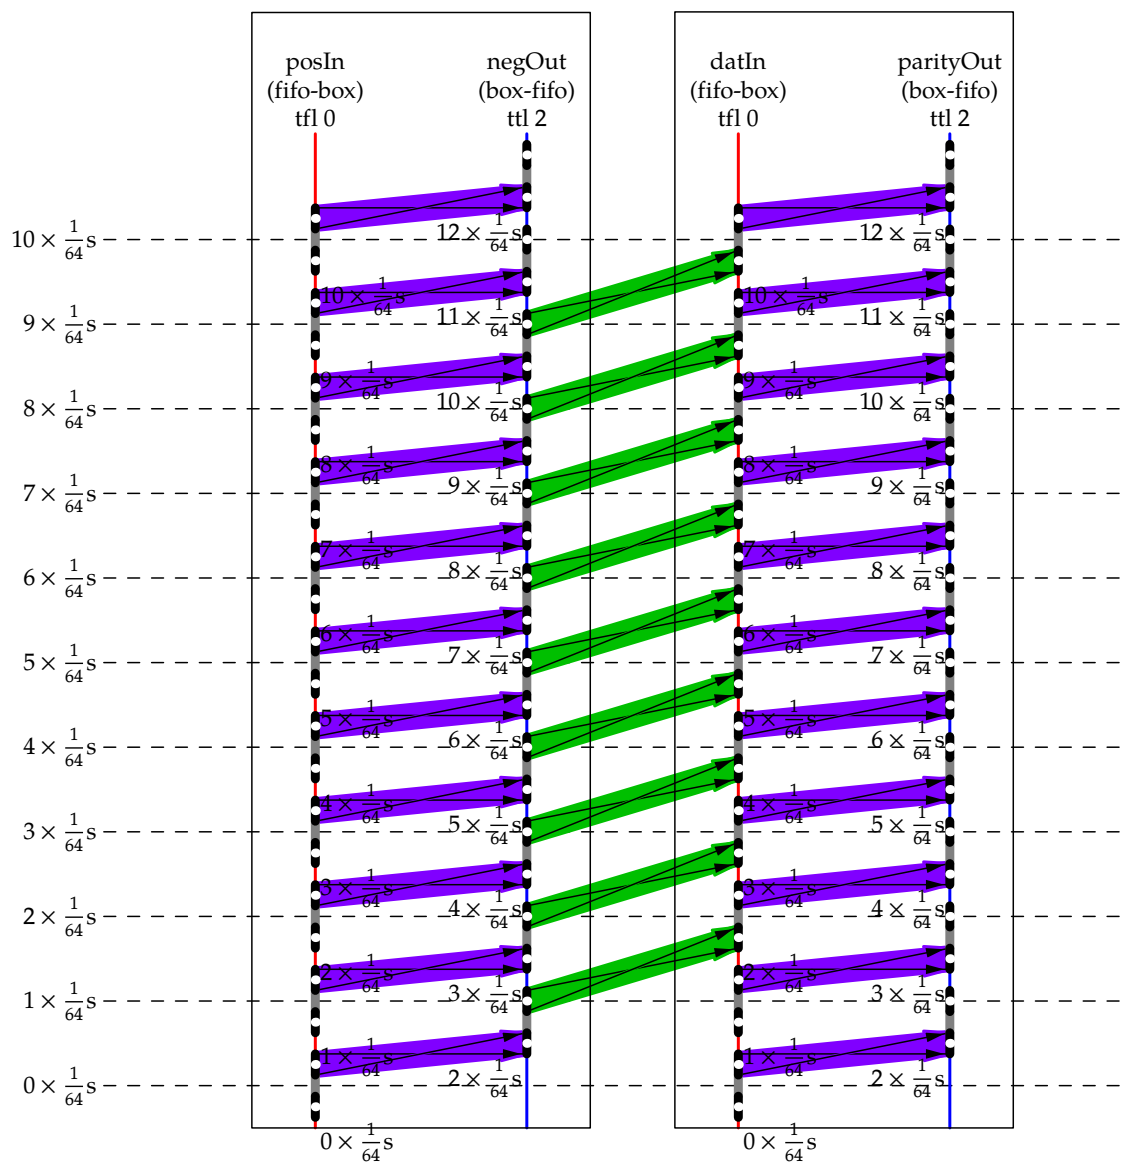 posIn negOut datIn parityOut
(fifo-box) (box-fifo) (fifo-box) (box-fifo)
tfl 0 ttl 2 tfl 0 ttl 2
12 × 1/64 s 12 × 1/64 s
10 × 1/64 s
10 × 1/64 s 10 × 1/64 s
11 × 1/64 s 11 × 1/64 s
9 × 1/64 s
9 × 1/64 s 9 × 1/64 s
10 × 1/64 s 10 × 1/64 s
8 × 1/64 s
8 × 1/64 s 8 × 1/64 s
9 × 1/64 s 9 × 1/64 s
7 × 1/64 s
7 × 1/64 s 7 × 1/64 s
8 × 1/64 s 8 × 1/64 s
6 × 1/64 s
6 × 1/64 s 6 × 1/64 s
7 × 1/64 s 7 × 1/64 s
5 × 1/64 s
5 × 1/64 s 5 × 1/64 s
6 × 1/64 s 6 × 1/64 s
4 × 1/64 s
4 × 1/64 s 4 × 1/64 s
5 × 1/64 s 5 × 1/64 s
3 × 1/64 s
3 × 1/64 s 3 × 1/64 s
4 × 1/64 s 4 × 1/64 s
2 × 1/64 s
2 × 1/64 s 2 × 1/64 s
3 × 1/64 s 3 × 1/64 s
1 × 1/64 s
1 × 1/64 s 1 × 1/64 s
2 × 1/64 s 2 × 1/64 s
0 × 1/64 s
0 × 1/64 s 0 × 1/64 s